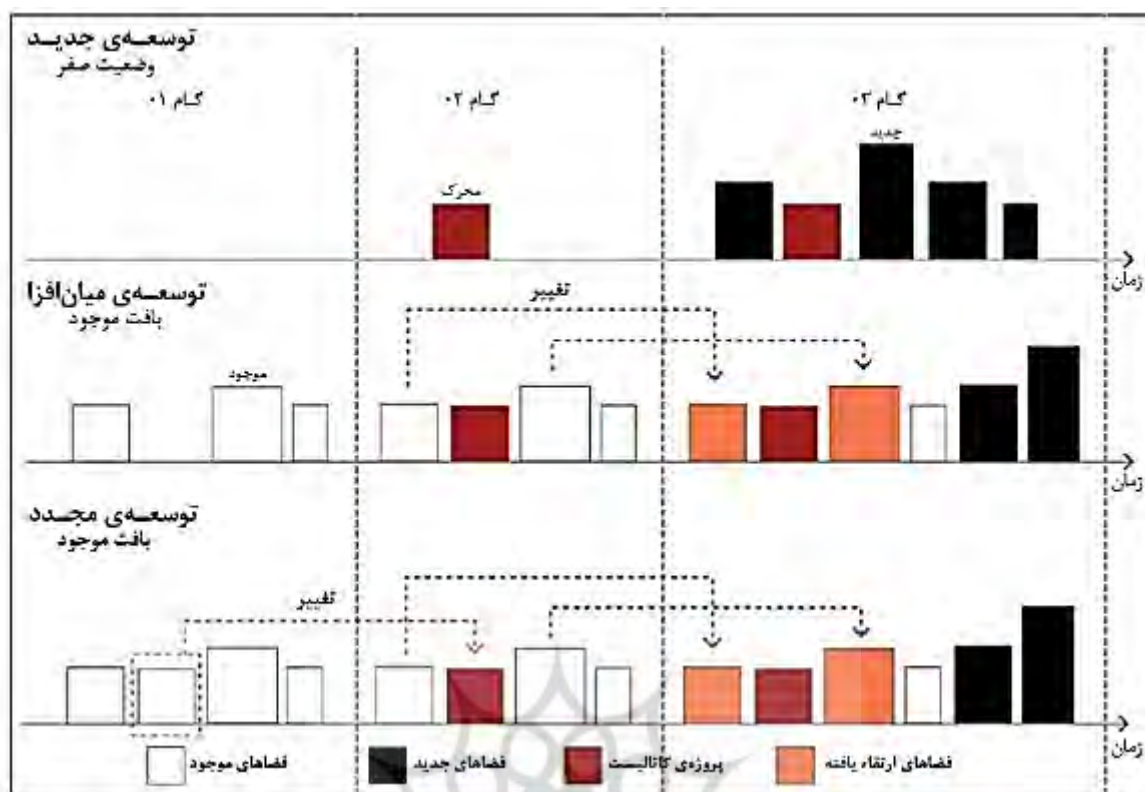 توسعه‌ی جدید
وضعیت صفر
گام ۰۱
گام ۰۲
گام ۰۳
محرک
جدید
زمان
توسعه‌ی میان‌افزا
بافت موجود
تغییر
موجود
زمان
توسعه‌ی مجدد
بافت موجود
تغییر
زمان
فضاهای موجود
فضاهای جدید
پروژه‌ی کاتالیست
فضاهای ارتقاء یافته